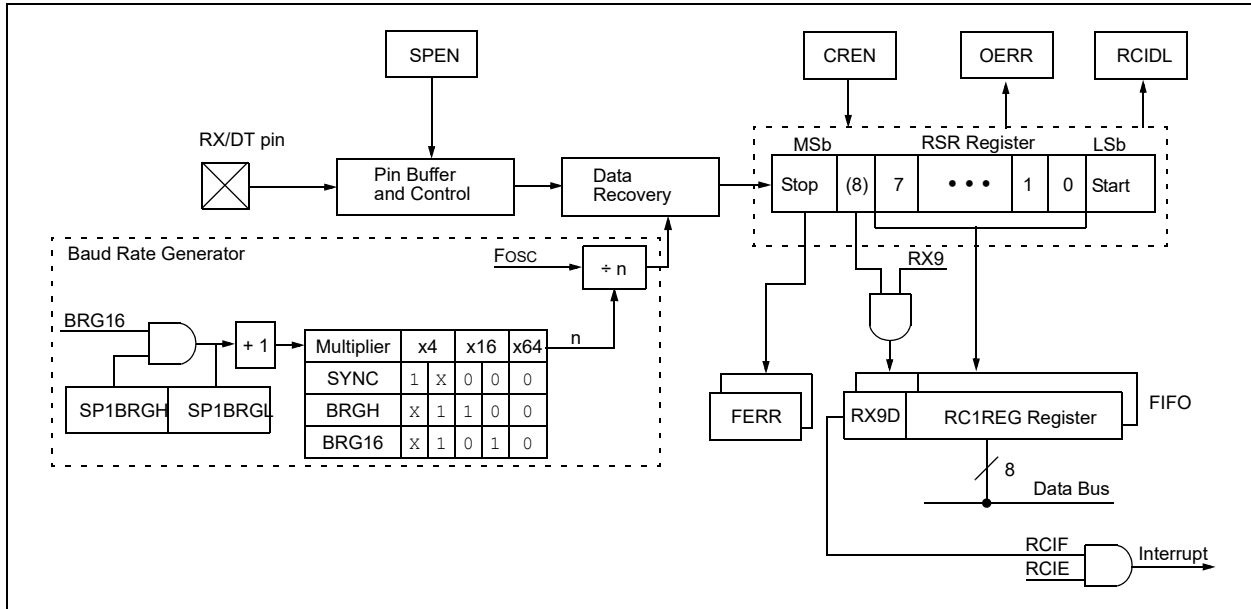 SPEN
CREN
OERR
RCIDL
RX/DT pin
Pin Buffer
and Control
Data
Recovery
MSb
RSR Register
LSb
Stop (8) 7 • • • 1 0 Start
Baud Rate Generator
FOSC
÷ n
RX9
BRG16
+ 1
n
Multiplier x4 x16 x64
SYNC 1 X 0 0 0
BRGH X 1 1 0 0
BRG16 X 1 0 1 0
SP1BRGH SP1BRGL
FERR
RX9D
RC1REG Register
FIFO
8
Data Bus
RCIF
RCIE
Interrupt